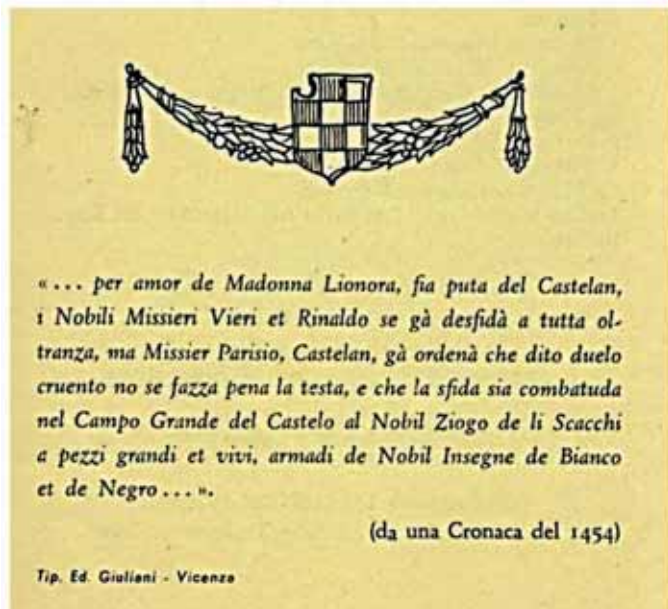 « . . . per amor de Madonna Lionora, fia puta del Castelan,
i Nobili Missieri Vieri et Rinaldo se gà desfidà a tutta ol-
tranza, ma Missier Parisio, Castelan, gà ordenà che dito duelo
cruento no se fazza pena la testa, e che la sfida sia combatuda
nel Campo Grande del Castelo al Nobil Ziogo de li Scacchi
a pezzi grandi et vivi, armadi de Nobil Insegne de Bianco
et de Negro . . . ».
(da una Cronaca del 1454)
Tip. Ed. Giuliani - Vicenza